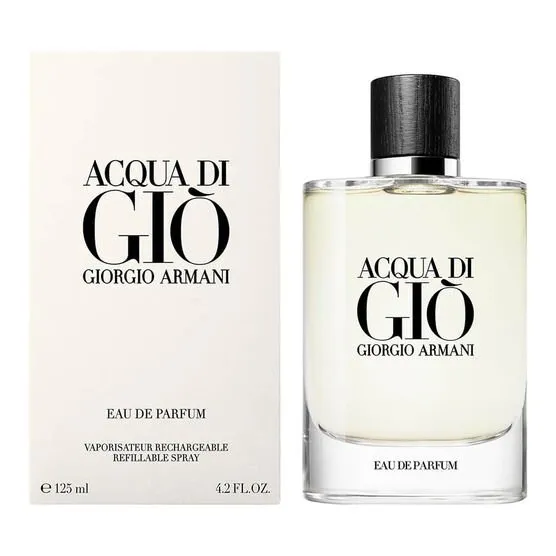 ACQUA DI
GIÒ
GIORGIO ARMANI
EAU DE PARFUM
VAPORISATEUR RECHARGEABLE
REFILLABLE SPRAY
℮ 125 ml 4.2 FL.OZ.
ACQUA DI
GIÒ
GIORGIO ARMANI
EAU DE PARFUM